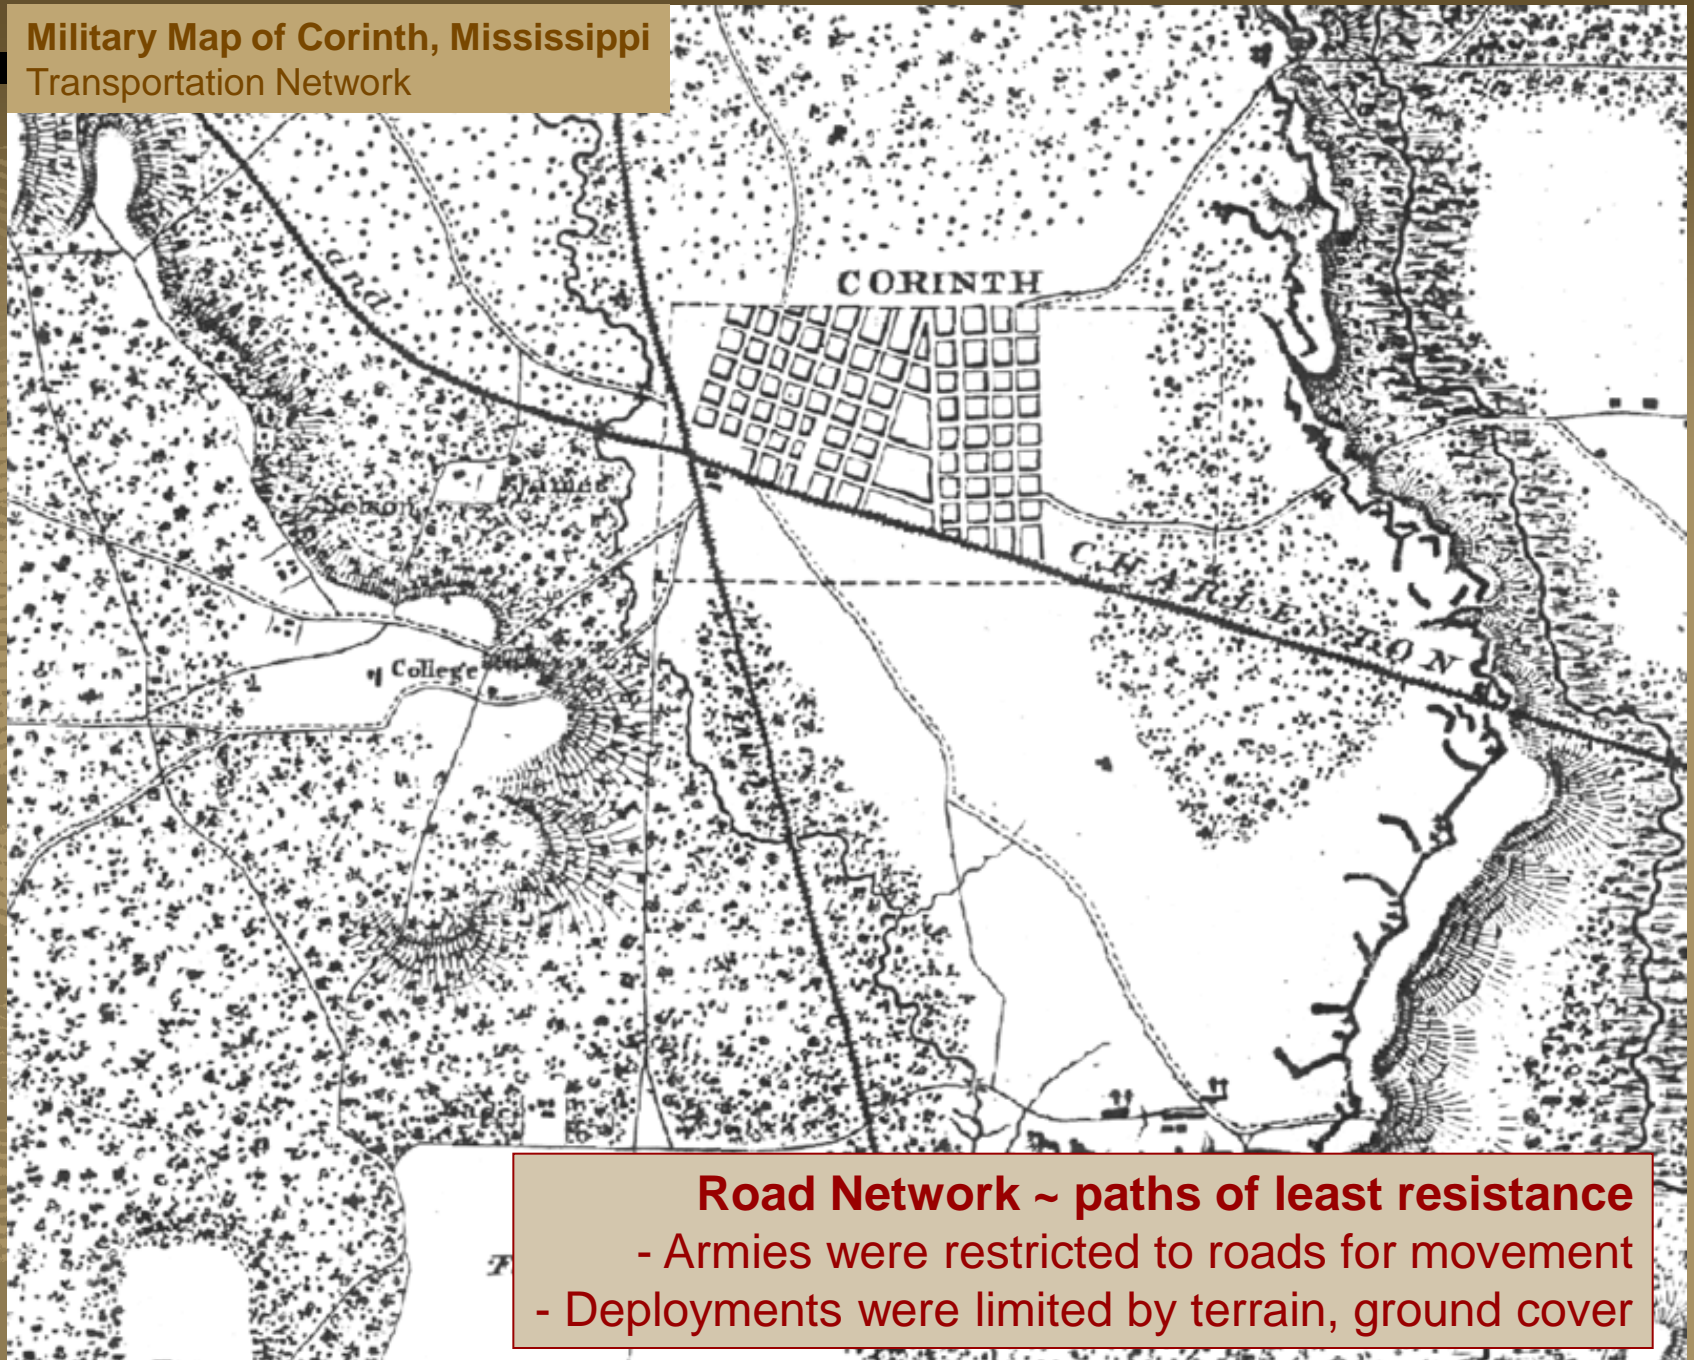 Military Map of Corinth, Mississippi
Transportation Network
and
CORINTH
CHARLESTON
College
Road Network ~ paths of least resistance
- Armies were restricted to roads for movement
- Deployments were limited by terrain, ground cover